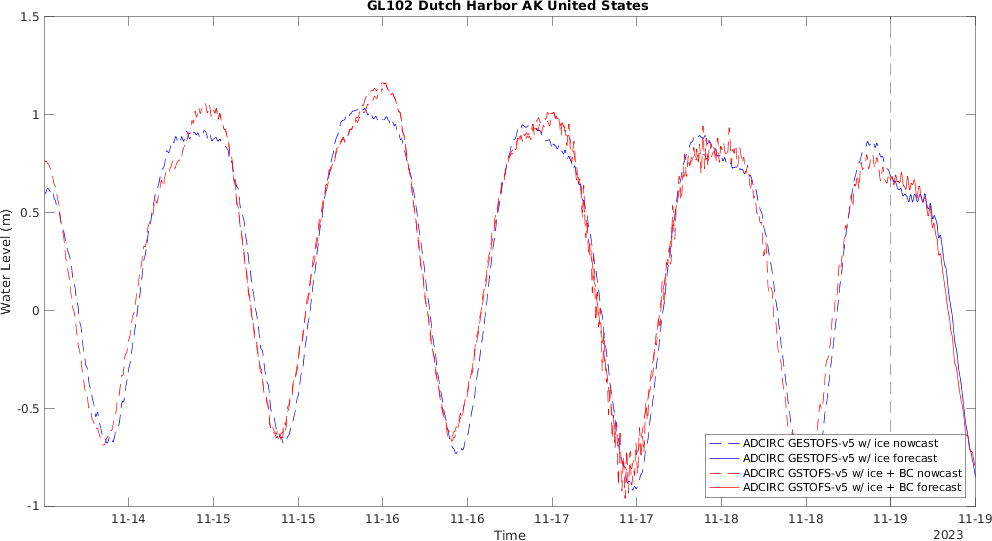 GL102 Dutch Harbor AK United States
1.5
1
0.5
0
-0.5
-1
Water Level (m)
ADCIRC GESTOFS-v5 w/ ice nowcast
ADCIRC GESTOFS-v5 w/ ice forecast
ADCIRC GSTOFS-v5 w/ ice + BC nowcast
ADCIRC GSTOFS-v5 w/ ice + BC forecast
11-14 11-15 11-15 11-16 11-16 11-17 11-17 11-18 11-18 11-19 11-19
Time
2023